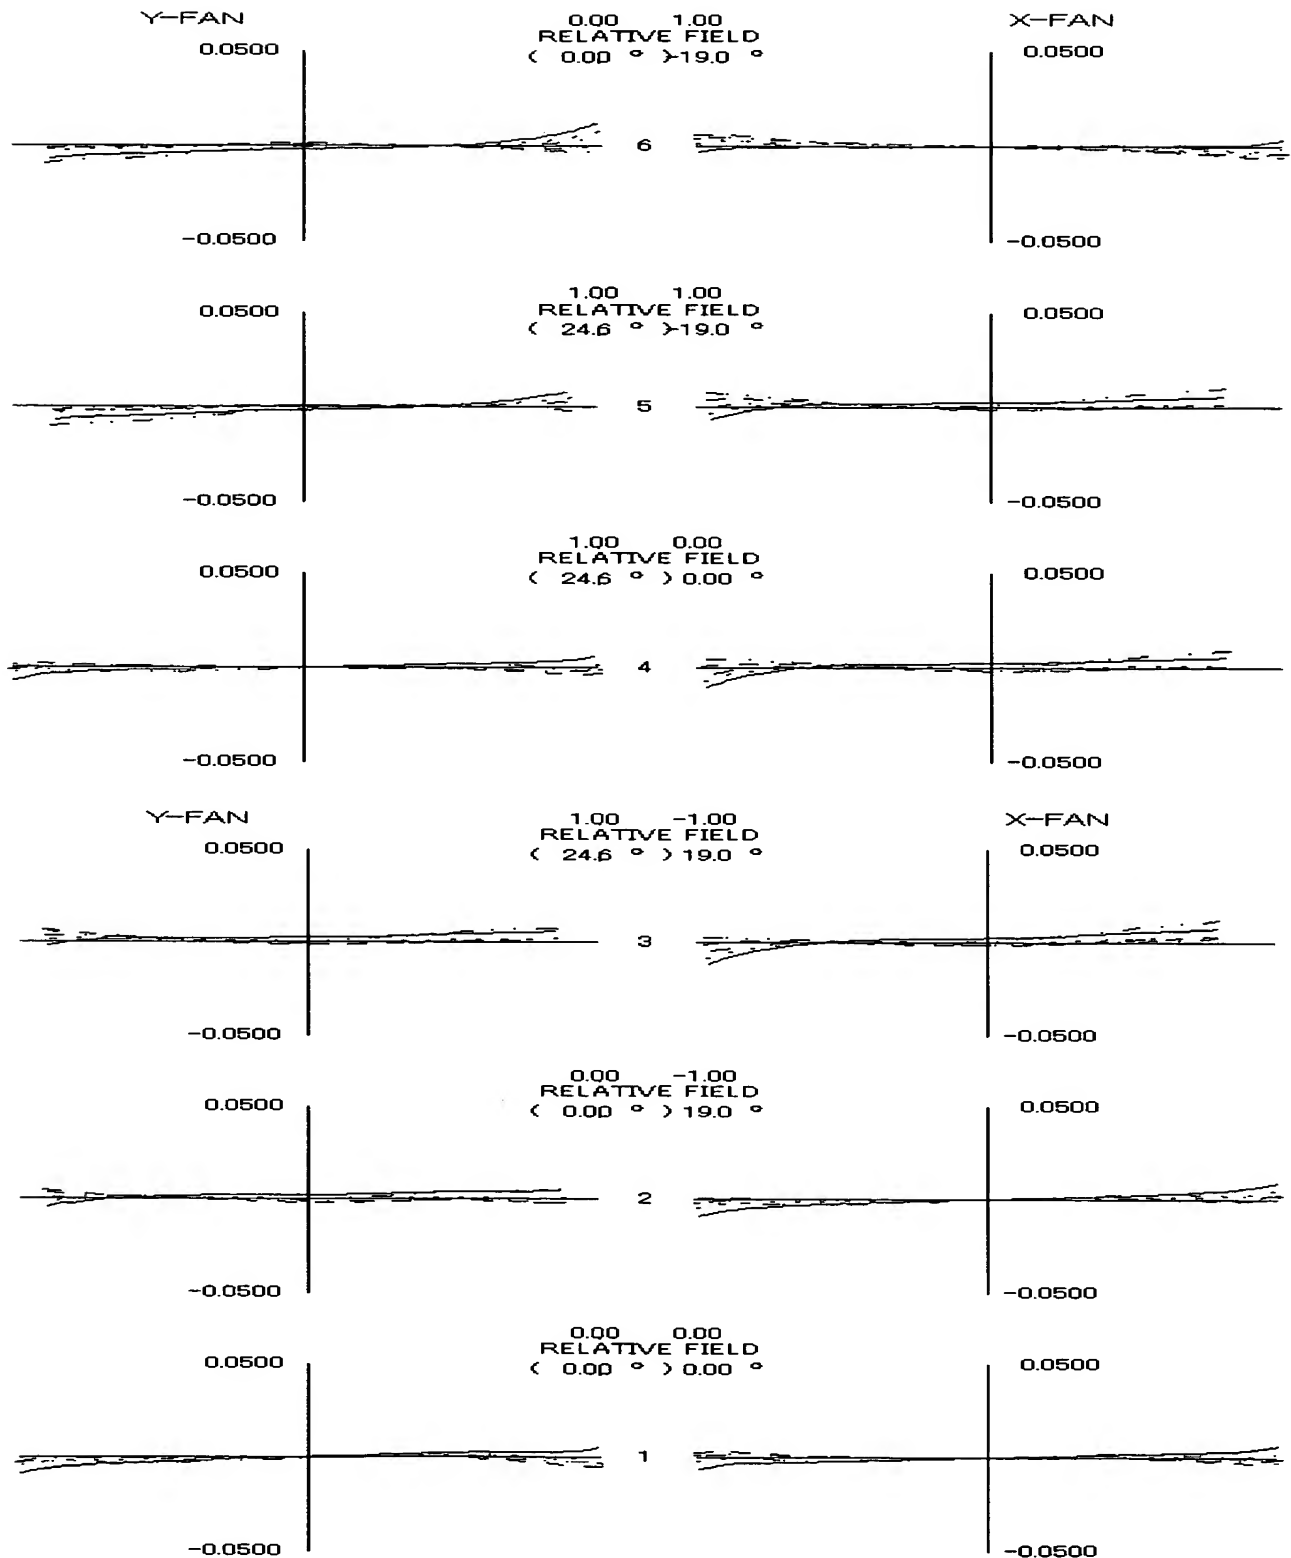 Y-FAN 0.00 1.00 X-FAN
RELATIVE FIELD
0.0500 ( 0.00 ° )-19.0 ° 0.0500
6
-0.0500 -0.0500
1.00 1.00
0.0500 RELATIVE FIELD 0.0500
( 24.6 ° )-19.0 °
5
-0.0500 -0.0500
1.00 0.00
RELATIVE FIELD
0.0500 ( 24.6 ° ) 0.00 ° 0.0500
4
-0.0500 -0.0500
Y-FAN 1.00 -1.00 X-FAN
RELATIVE FIELD
0.0500 ( 24.6 ° ) 19.0 ° 0.0500
3
-0.0500 -0.0500
0.00 -1.00
RELATIVE FIELD
0.0500 ( 0.00 ° ) 19.0 ° 0.0500
2
-0.0500 -0.0500
0.00 0.00
RELATIVE FIELD
0.0500 ( 0.00 ° ) 0.00 ° 0.0500
1
-0.0500 -0.0500